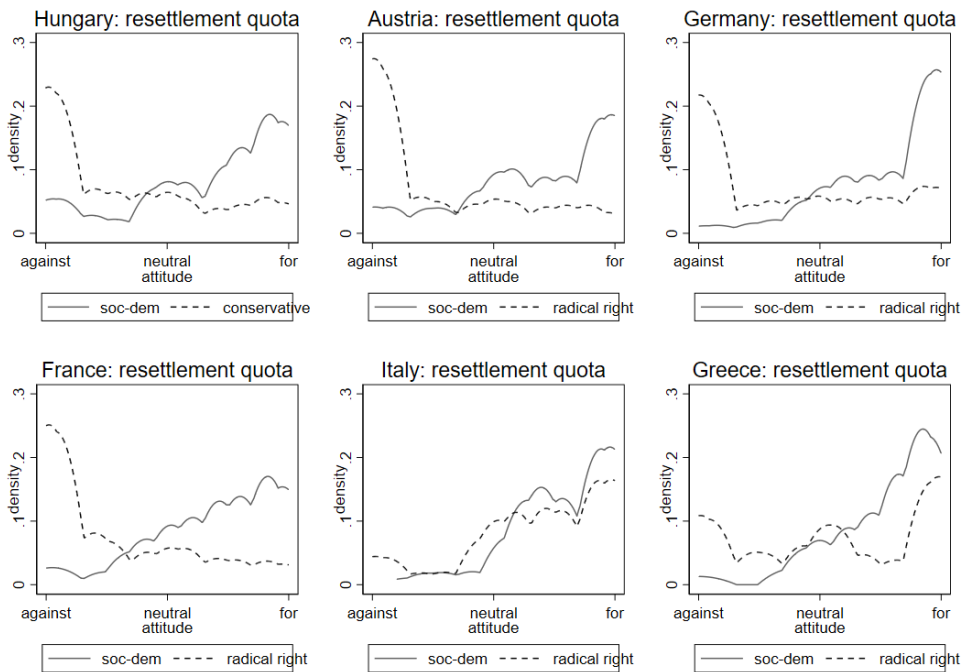 Hungary: resettlement quota
.3
.2
.1
0
density
against neutral for
attitude
soc-dem conservative
Austria: resettlement quota
.3
.2
.1
0
density
against neutral for
attitude
soc-dem radical right
Germany: resettlement quota
.3
.2
.1
0
density
against neutral for
attitude
soc-dem radical right
France: resettlement quota
.3
.2
.1
0
density
against neutral for
attitude
soc-dem radical right
Italy: resettlement quota
.3
.2
.1
0
density
against neutral for
attitude
soc-dem radical right
Greece: resettlement quota
.3
.2
.1
0
density
against neutral for
attitude
soc-dem radical right